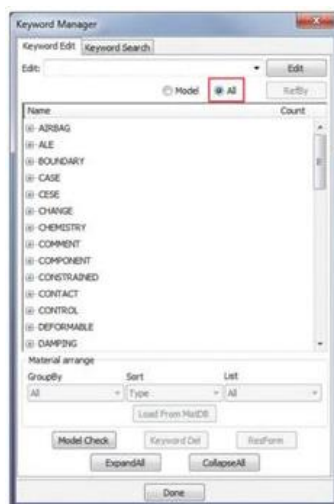 Keyword Manager
Keyword Edit Keyword Search
Edit: Edit
Model All RefBy
Name Count
AIRBAG
ALE
BOUNDARY
CASE
CESE
CHANGE
CHEMISTRY
COMMENT
COMPONENT
CONSTRAINED
CONTACT
CONTROL
DEFORMABLE
DAMPING
Material arrange
GroupBy Sort List
All Type All
Load From MatDB
Model Check Keyword Del ResForm
ExpandAll CollapseAll
Done